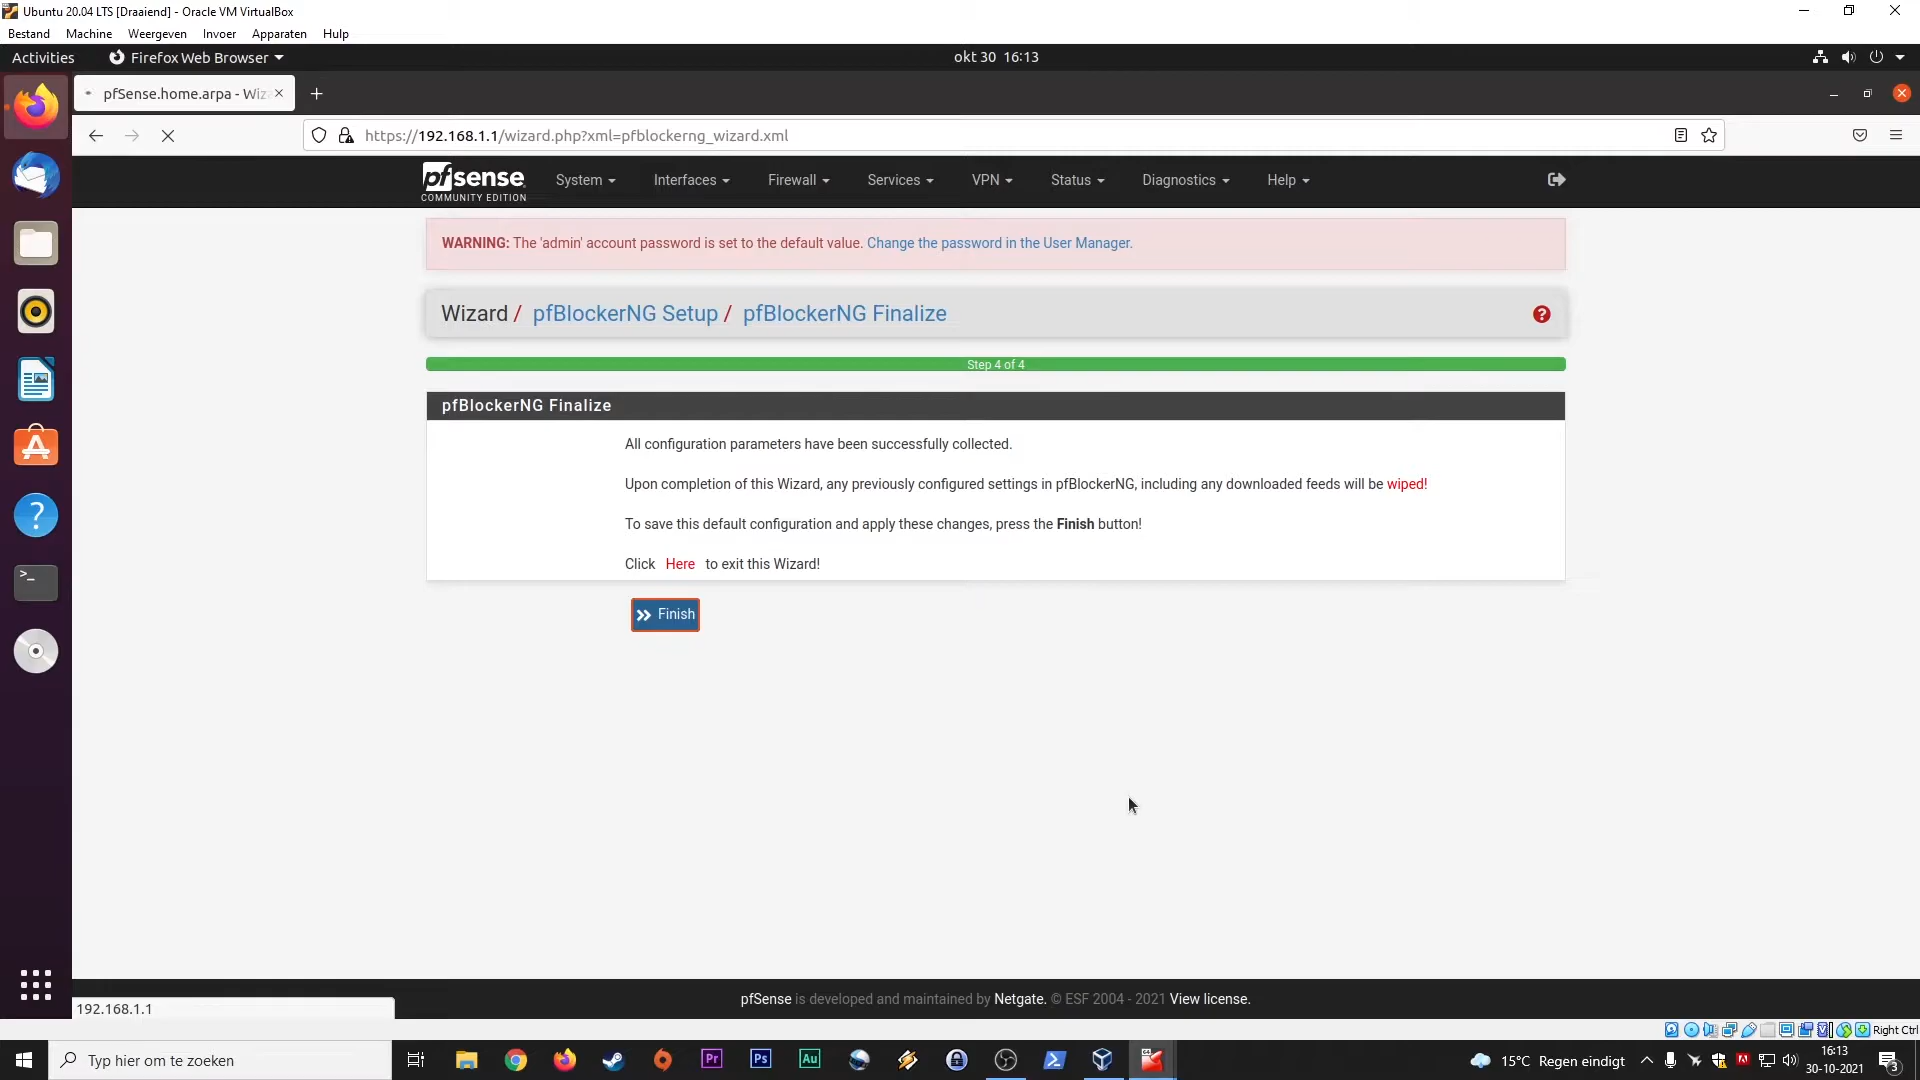 Ubuntu 20.04 LTS [Draaiend] - Oracle VM VirtualBox
Bestand Machine Weergeven Invoer Apparaten Hulp
Activities Firefox Web Browser okt 30 16:13
pfSense.home.arpa - Wiz
https://192.168.1.1/wizard.php?xml=pfblockerng_wizard.xml
pfsense System Interfaces Firewall Services VPN Status Diagnostics Help
COMMUNITY EDITION
WARNING: The 'admin' account password is set to the default value. Change the password in the User Manager.
Wizard / pfBlockerNG Setup / pfBlockerNG Finalize
Step 4 of 4
pfBlockerNG Finalize
All configuration parameters have been successfully collected.
Upon completion of this Wizard, any previously configured settings in pfBlockerNG, including any downloaded feeds will be wiped!
To save this default configuration and apply these changes, press the Finish button!
Click Here to exit this Wizard!
Finish
pfSense is developed and maintained by Netgate. © ESF 2004 - 2021 View license.
192.168.1.1
Right Ctrl
Typ hier om te zoeken
Pr Ps Au
15°C Regen eindigt
16:13
30-10-2021
3